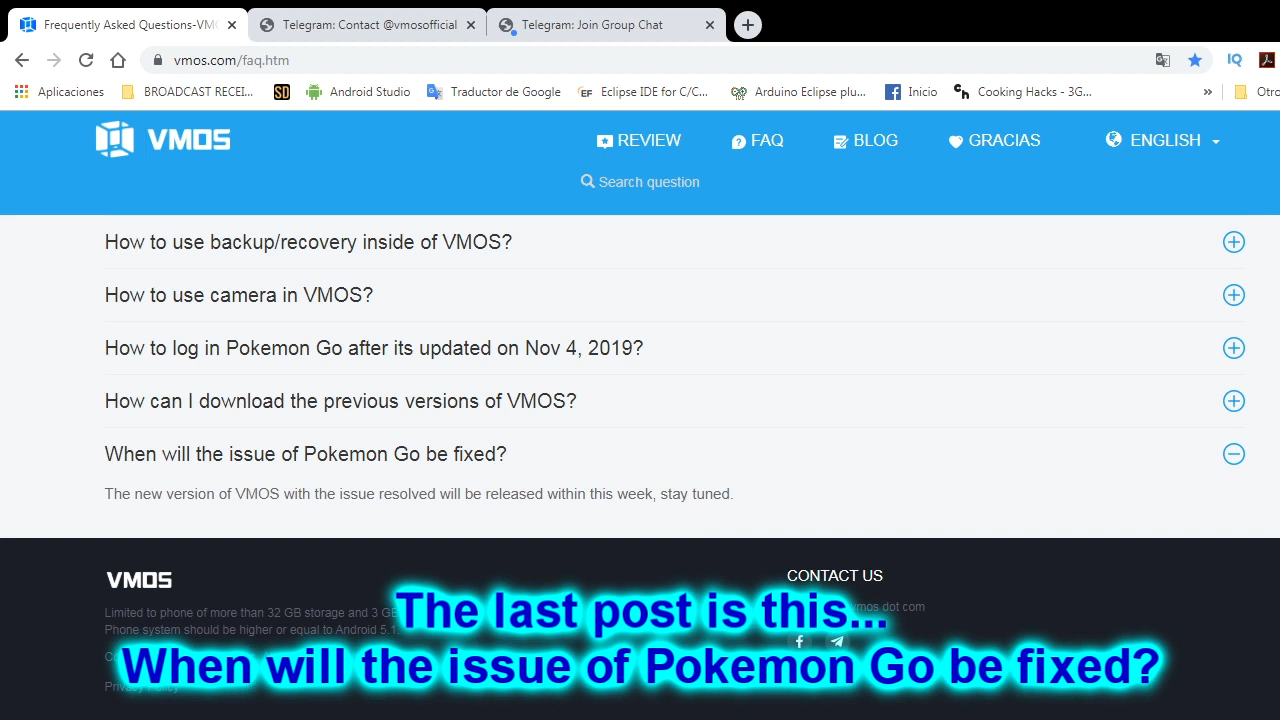 Frequently Asked Questions-VMO
Telegram: Contact @vmosofficial
Telegram: Join Group Chat
vmos.com/faq.htm
Aplicaciones
BROADCAST RECEI...
SD
Android Studio
Traductor de Google
Eclipse IDE for C/C...
Arduino Eclipse plu...
Inicio
Cooking Hacks - 3G...
»
Otro
VMOS
REVIEW
FAQ
BLOG
GRACIAS
ENGLISH
Search question
How to use backup/recovery inside of VMOS?
How to use camera in VMOS?
How to log in Pokemon Go after its updated on Nov 4, 2019?
How can I download the previous versions of VMOS?
When will the issue of Pokemon Go be fixed?
The new version of VMOS with the issue resolved will be released within this week, stay tuned.
VMOS
CONTACT US
Limited to phone of more than 32 GB storage and 3 GB
vmos dot com
Phone system should be higher or equal to Android 5.1
Privacy Policy
The last post is this...
When will the issue of Pokemon Go be fixed?